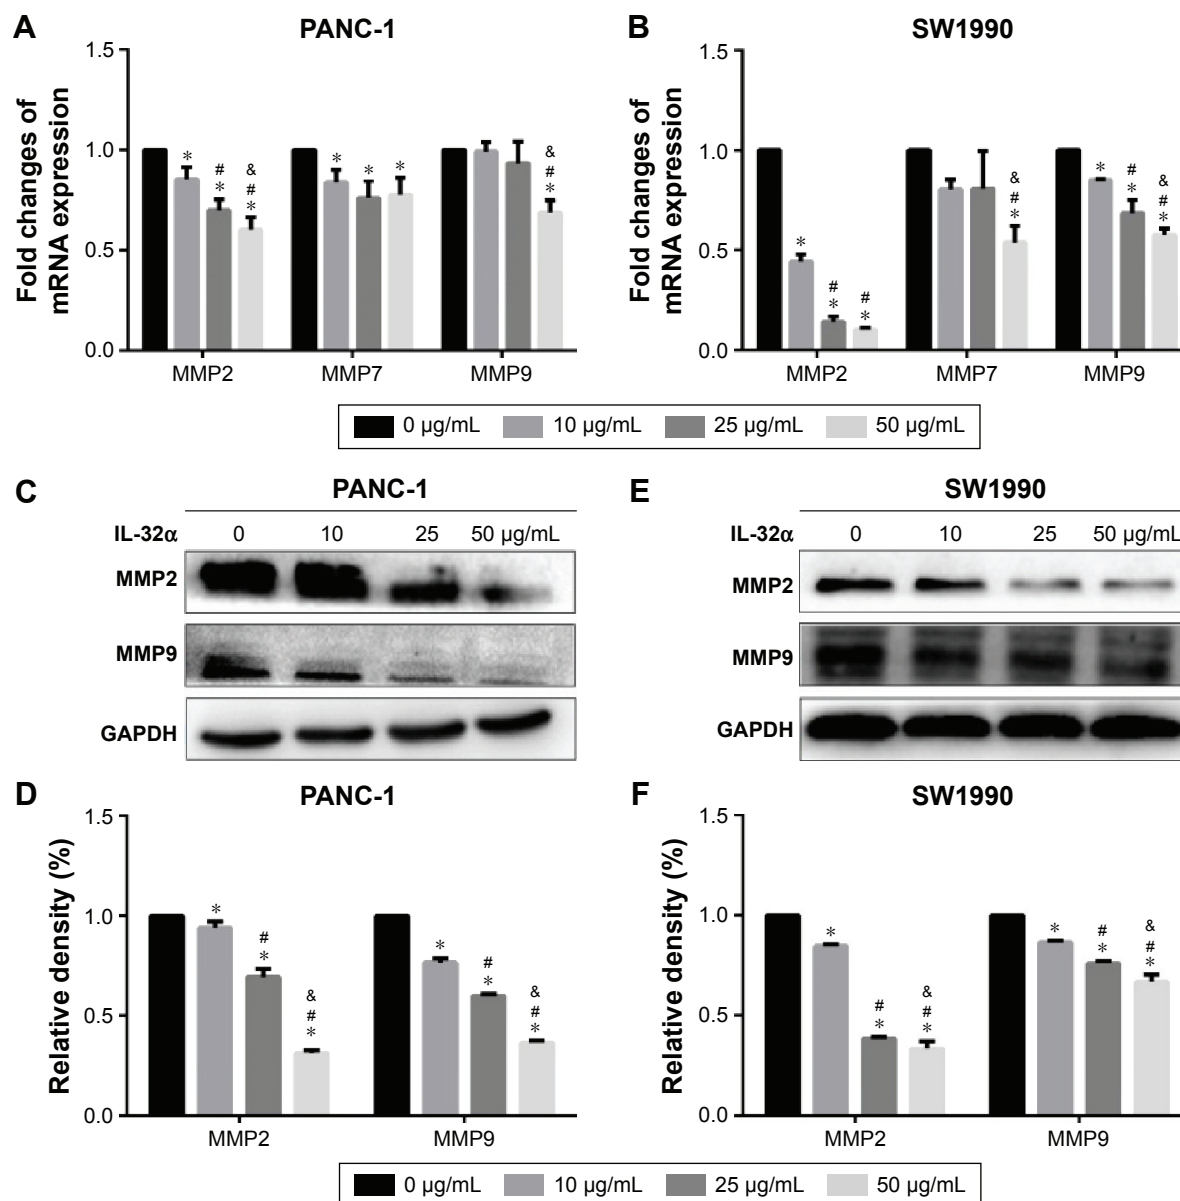 A PANC-1
B SW1990
Fold changes of
mRNA expression
1.5
1.0
0.5
0.0
* # * & # *
* * *
& # *
MMP2 MMP7 MMP9
Fold changes of
mRNA expression
1.5
1.0
0.5
0.0
* # * # *
& # *
* # * & # *
MMP2 MMP7 MMP9
0 µg/mL 10 µg/mL 25 µg/mL 50 µg/mL
C PANC-1
IL-32α 0 10 25 50 µg/mL
MMP2
MMP9
GAPDH
E SW1990
IL-32α 0 10 25 50 µg/mL
MMP2
MMP9
GAPDH
D PANC-1
Relative density (%)
1.5
1.0
0.5
0.0
* # * & # *
* # * & # *
MMP2 MMP9
F SW1990
Relative density (%)
1.5
1.0
0.5
0.0
* # * & # *
* # * & # *
MMP2 MMP9
0 µg/mL 10 µg/mL 25 µg/mL 50 µg/mL